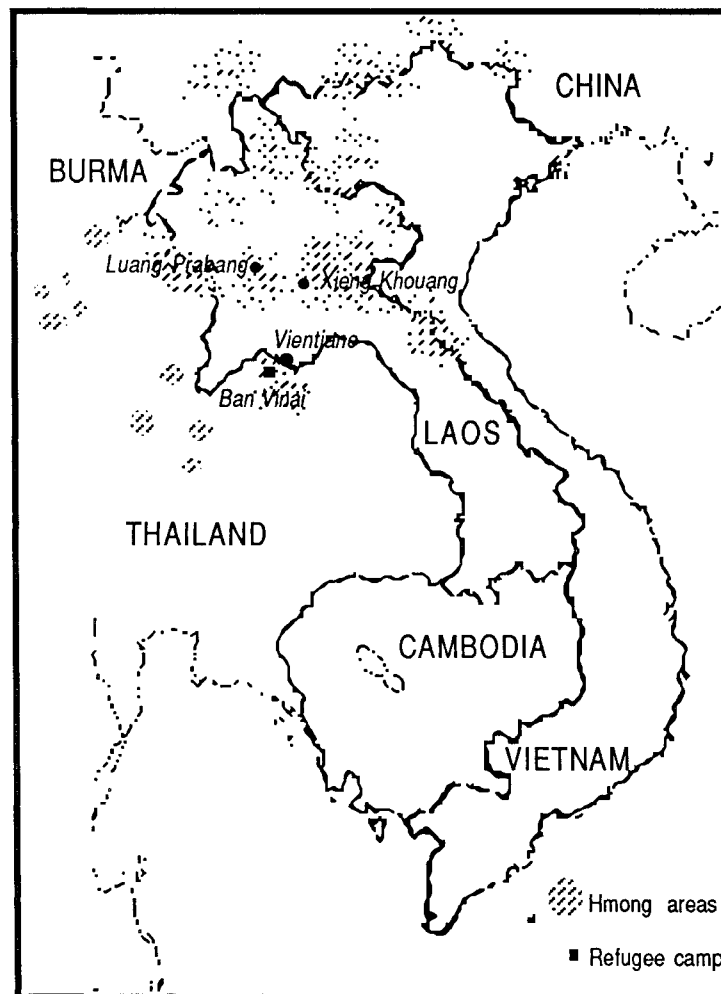 CHINA
BURMA
Luang Prabang
Xieng Khouang
Vientiane
Ban Vinai
LAOS
THAILAND
CAMBODIA
VIETNAM
Hmong areas
Refugee camp